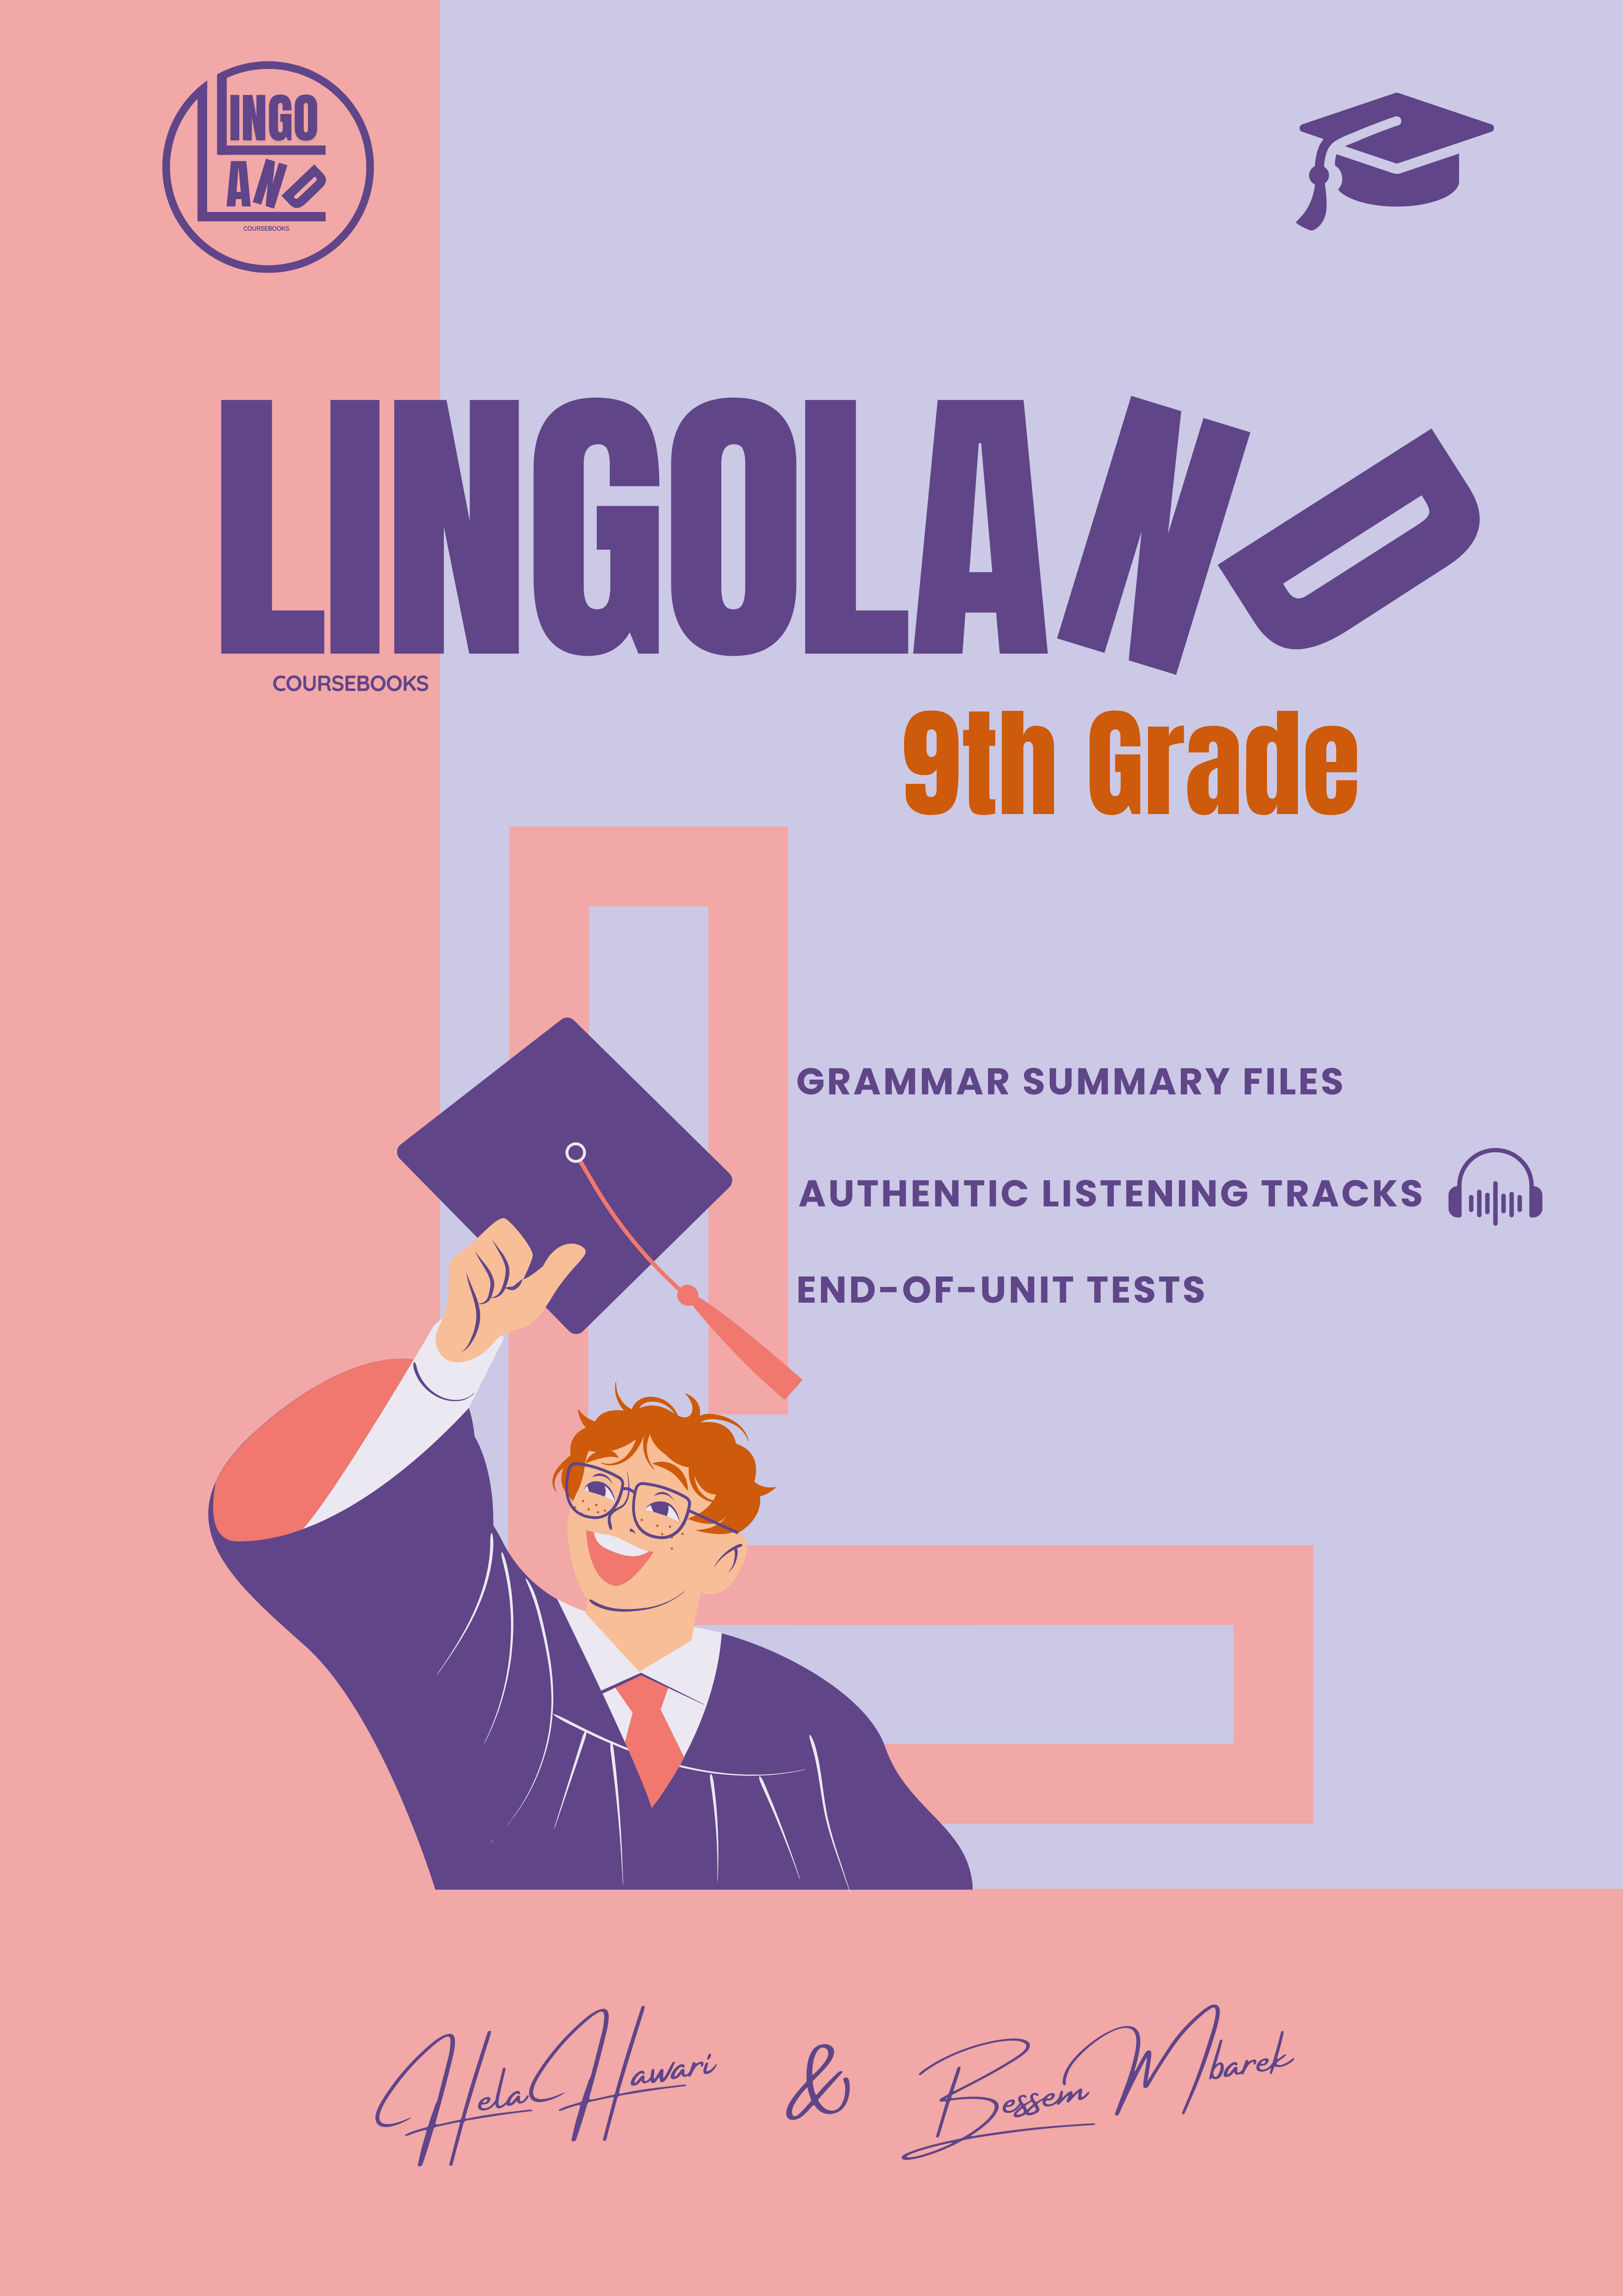 INGO
AND
COURSEBOOKS
LINGOLAND
COURSEBOOKS
9th Grade
GRAMMAR SUMMARY FILES
AUTHENTIC LISTENING TRACKS
END-OF-UNIT TESTS
Hela Hawari & Bessem Mbarek